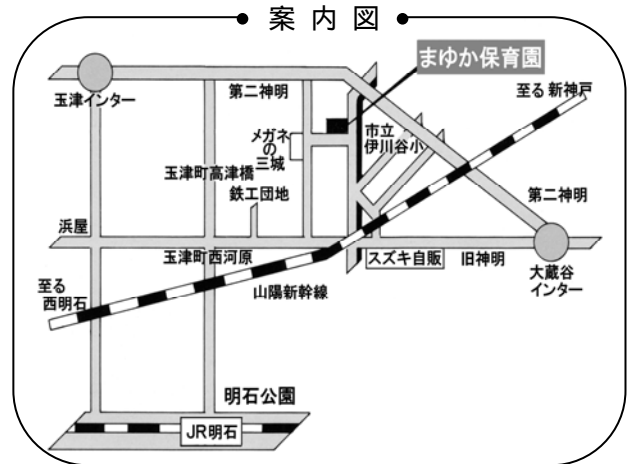 案内図
まゆか保育園
至る 新神戸
玉津インター
第二神明
市立
伊川谷小
メガネ
の
三城
玉津町高津橋
鉄工団地
第二神明
浜屋
玉津町西河原
スズキ自販
旧神明
大蔵谷
インター
至る
西明石
山陽新幹線
明石公園
JR明石